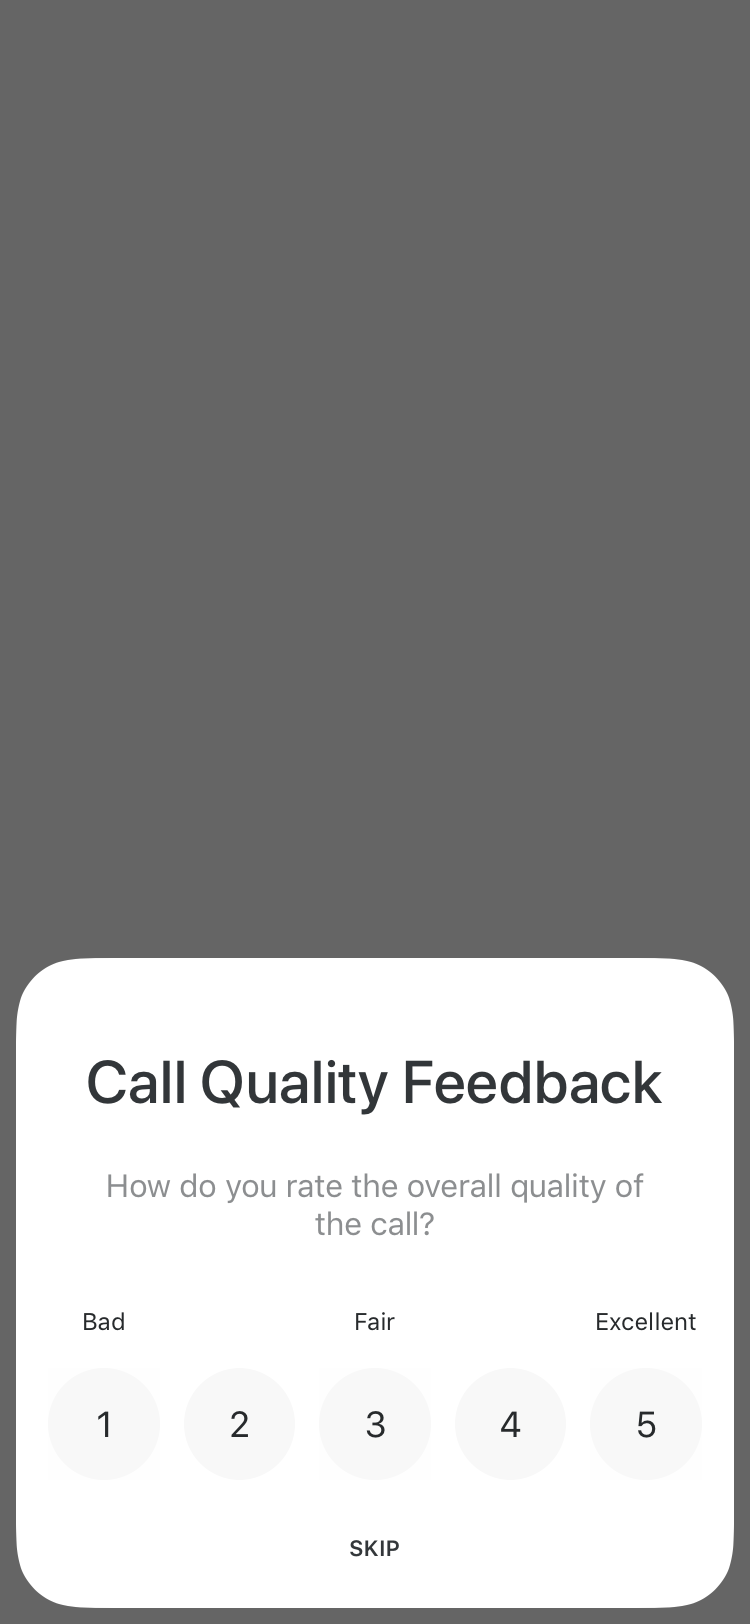 Call Quality Feedback
How do you rate the overall quality of
the call?
Bad Fair Excellent
1 2 3 4 5
SKIP